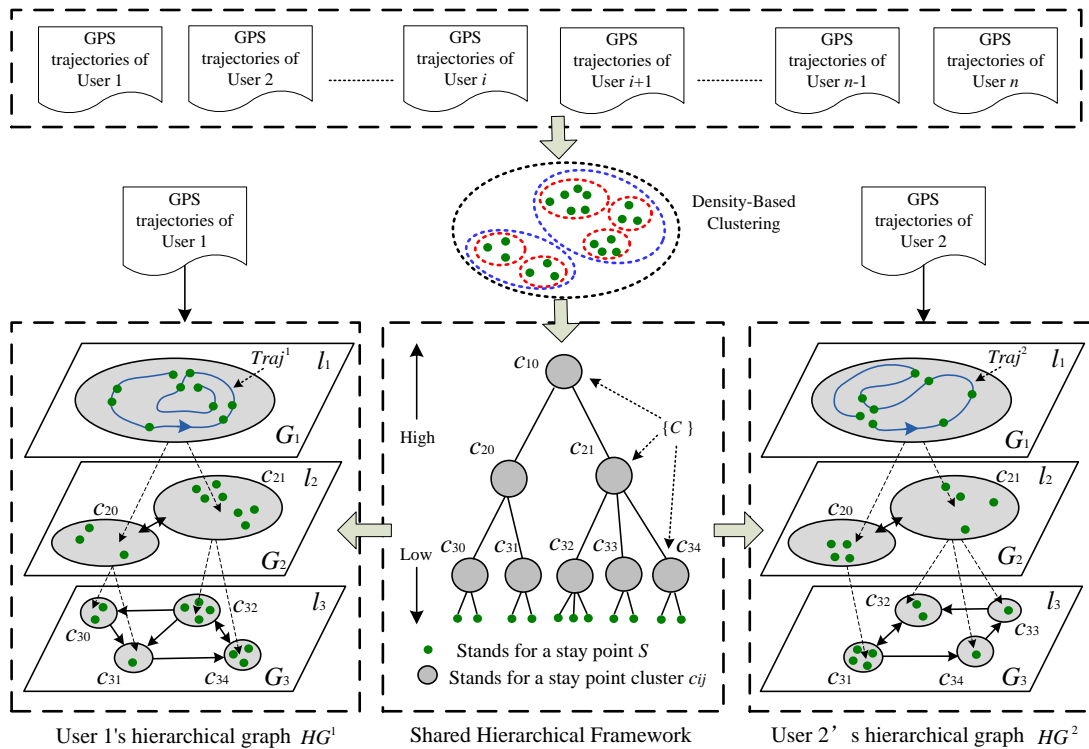 GPS
trajectories of
User 1
GPS
trajectories of
User 2
GPS
trajectories of
User i
GPS
trajectories of
User i+1
GPS
trajectories of
User n-1
GPS
trajectories of
User n
GPS
trajectories of
User 1
Density-Based
Clustering
GPS
trajectories of
User 2
Traj1
l1
G1
c20
c21
l2
G2
c30
c31
c32
c34
l3
G3
User 1's hierarchical graph HG1
High
Low
c10
{C }
c20
c21
c30
c31
c32
c33
c34
Stands for a stay point S
Stands for a stay point cluster cij
Shared Hierarchical Framework
Traj2
l1
G1
c20
c21
l2
G2
c32
c33
c31
c34
l3
G3
User 2’s hierarchical graph HG2